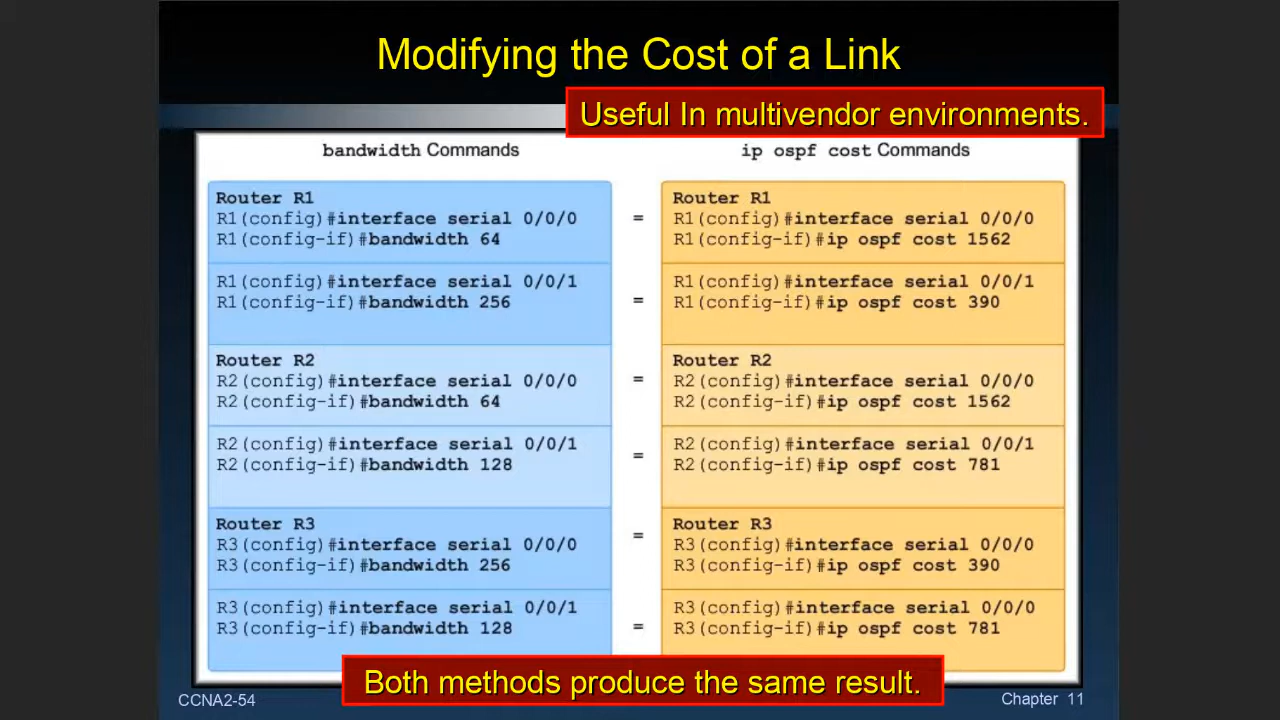 Modifying the Cost of a Link
Useful In multivendor environments.
bandwidth Commands
ip ospf cost Commands
Router R1
R1(config)#interface serial 0/0/0
R1(config-if)#bandwidth 64
=
Router R1
R1(config)#interface serial 0/0/0
R1(config-if)#ip ospf cost 1562
R1(config)#interface serial 0/0/1
R1(config-if)#bandwidth 256
=
R1(config)#interface serial 0/0/1
R1(config-if)#ip ospf cost 390
Router R2
R2(config)#interface serial 0/0/0
R2(config-if)#bandwidth 64
=
Router R2
R2(config)#interface serial 0/0/0
R2(config-if)#ip ospf cost 1562
R2(config)#interface serial 0/0/1
R2(config-if)#bandwidth 128
=
R2(config)#interface serial 0/0/1
R2(config-if)#ip ospf cost 781
Router R3
R3(config)#interface serial 0/0/0
R3(config-if)#bandwidth 256
=
Router R3
R3(config)#interface serial 0/0/0
R3(config-if)#ip ospf cost 390
R3(config)#interface serial 0/0/1
R3(config-if)#bandwidth 128
=
R3(config)#interface serial 0/0/0
R3(config-if)#ip ospf cost 781
Both methods produce the same result.
CCNA2-54
Chapter 11